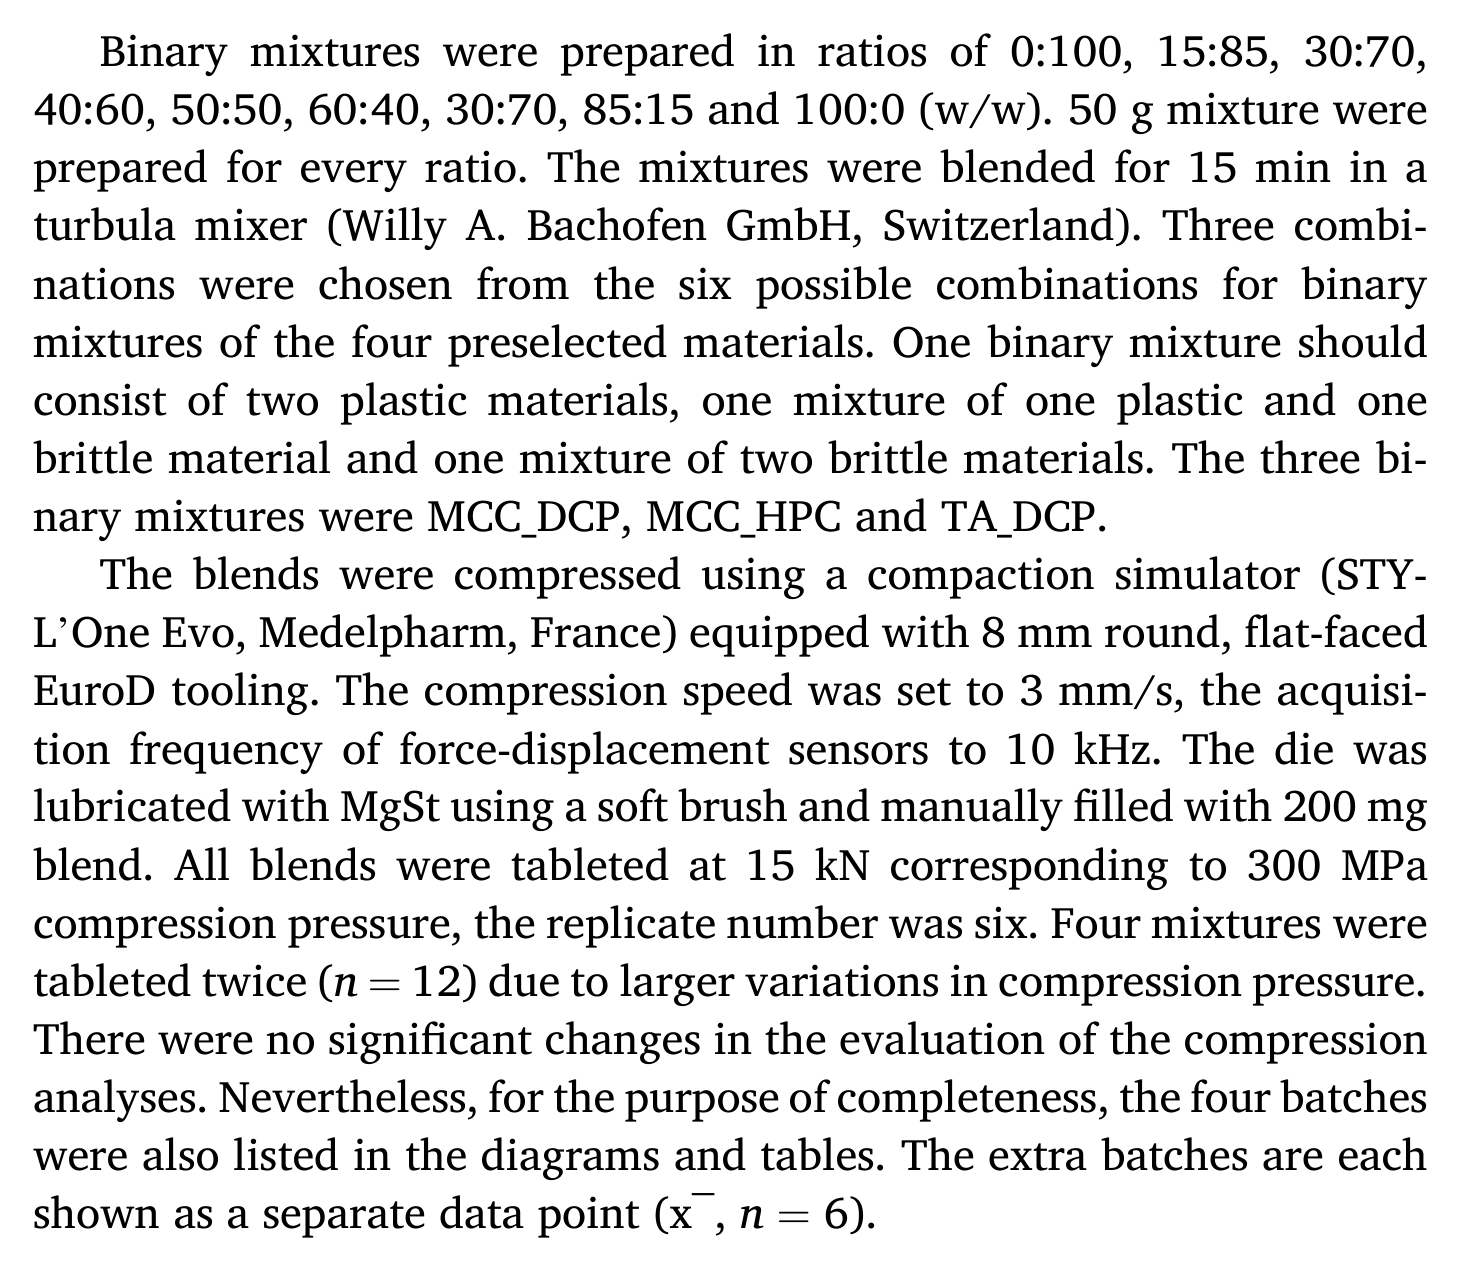 Binary mixtures were prepared in ratios of 0:100, 15:85, 30:70,
40:60, 50:50, 60:40, 30:70, 85:15 and 100:0 (w/w). 50 g mixture were
prepared for every ratio. The mixtures were blended for 15 min in a
turbula mixer (Willy A. Bachofen GmbH, Switzerland). Three combi-
nations were chosen from the six possible combinations for binary
mixtures of the four preselected materials. One binary mixture should
consist of two plastic materials, one mixture of one plastic and one
brittle material and one mixture of two brittle materials. The three bi-
nary mixtures were MCC_DCP, MCC_HPC and TA_DCP.
The blends were compressed using a compaction simulator (STY-
L’One Evo, Medelpharm, France) equipped with 8 mm round, flat-faced
EuroD tooling. The compression speed was set to 3 mm/s, the acquisi-
tion frequency of force-displacement sensors to 10 kHz. The die was
lubricated with MgSt using a soft brush and manually filled with 200 mg
blend. All blends were tableted at 15 kN corresponding to 300 MPa
compression pressure, the replicate number was six. Four mixtures were
tableted twice (n = 12) due to larger variations in compression pressure.
There were no significant changes in the evaluation of the compression
analyses. Nevertheless, for the purpose of completeness, the four batches
were also listed in the diagrams and tables. The extra batches are each
shown as a separate data point (x¯, n = 6).